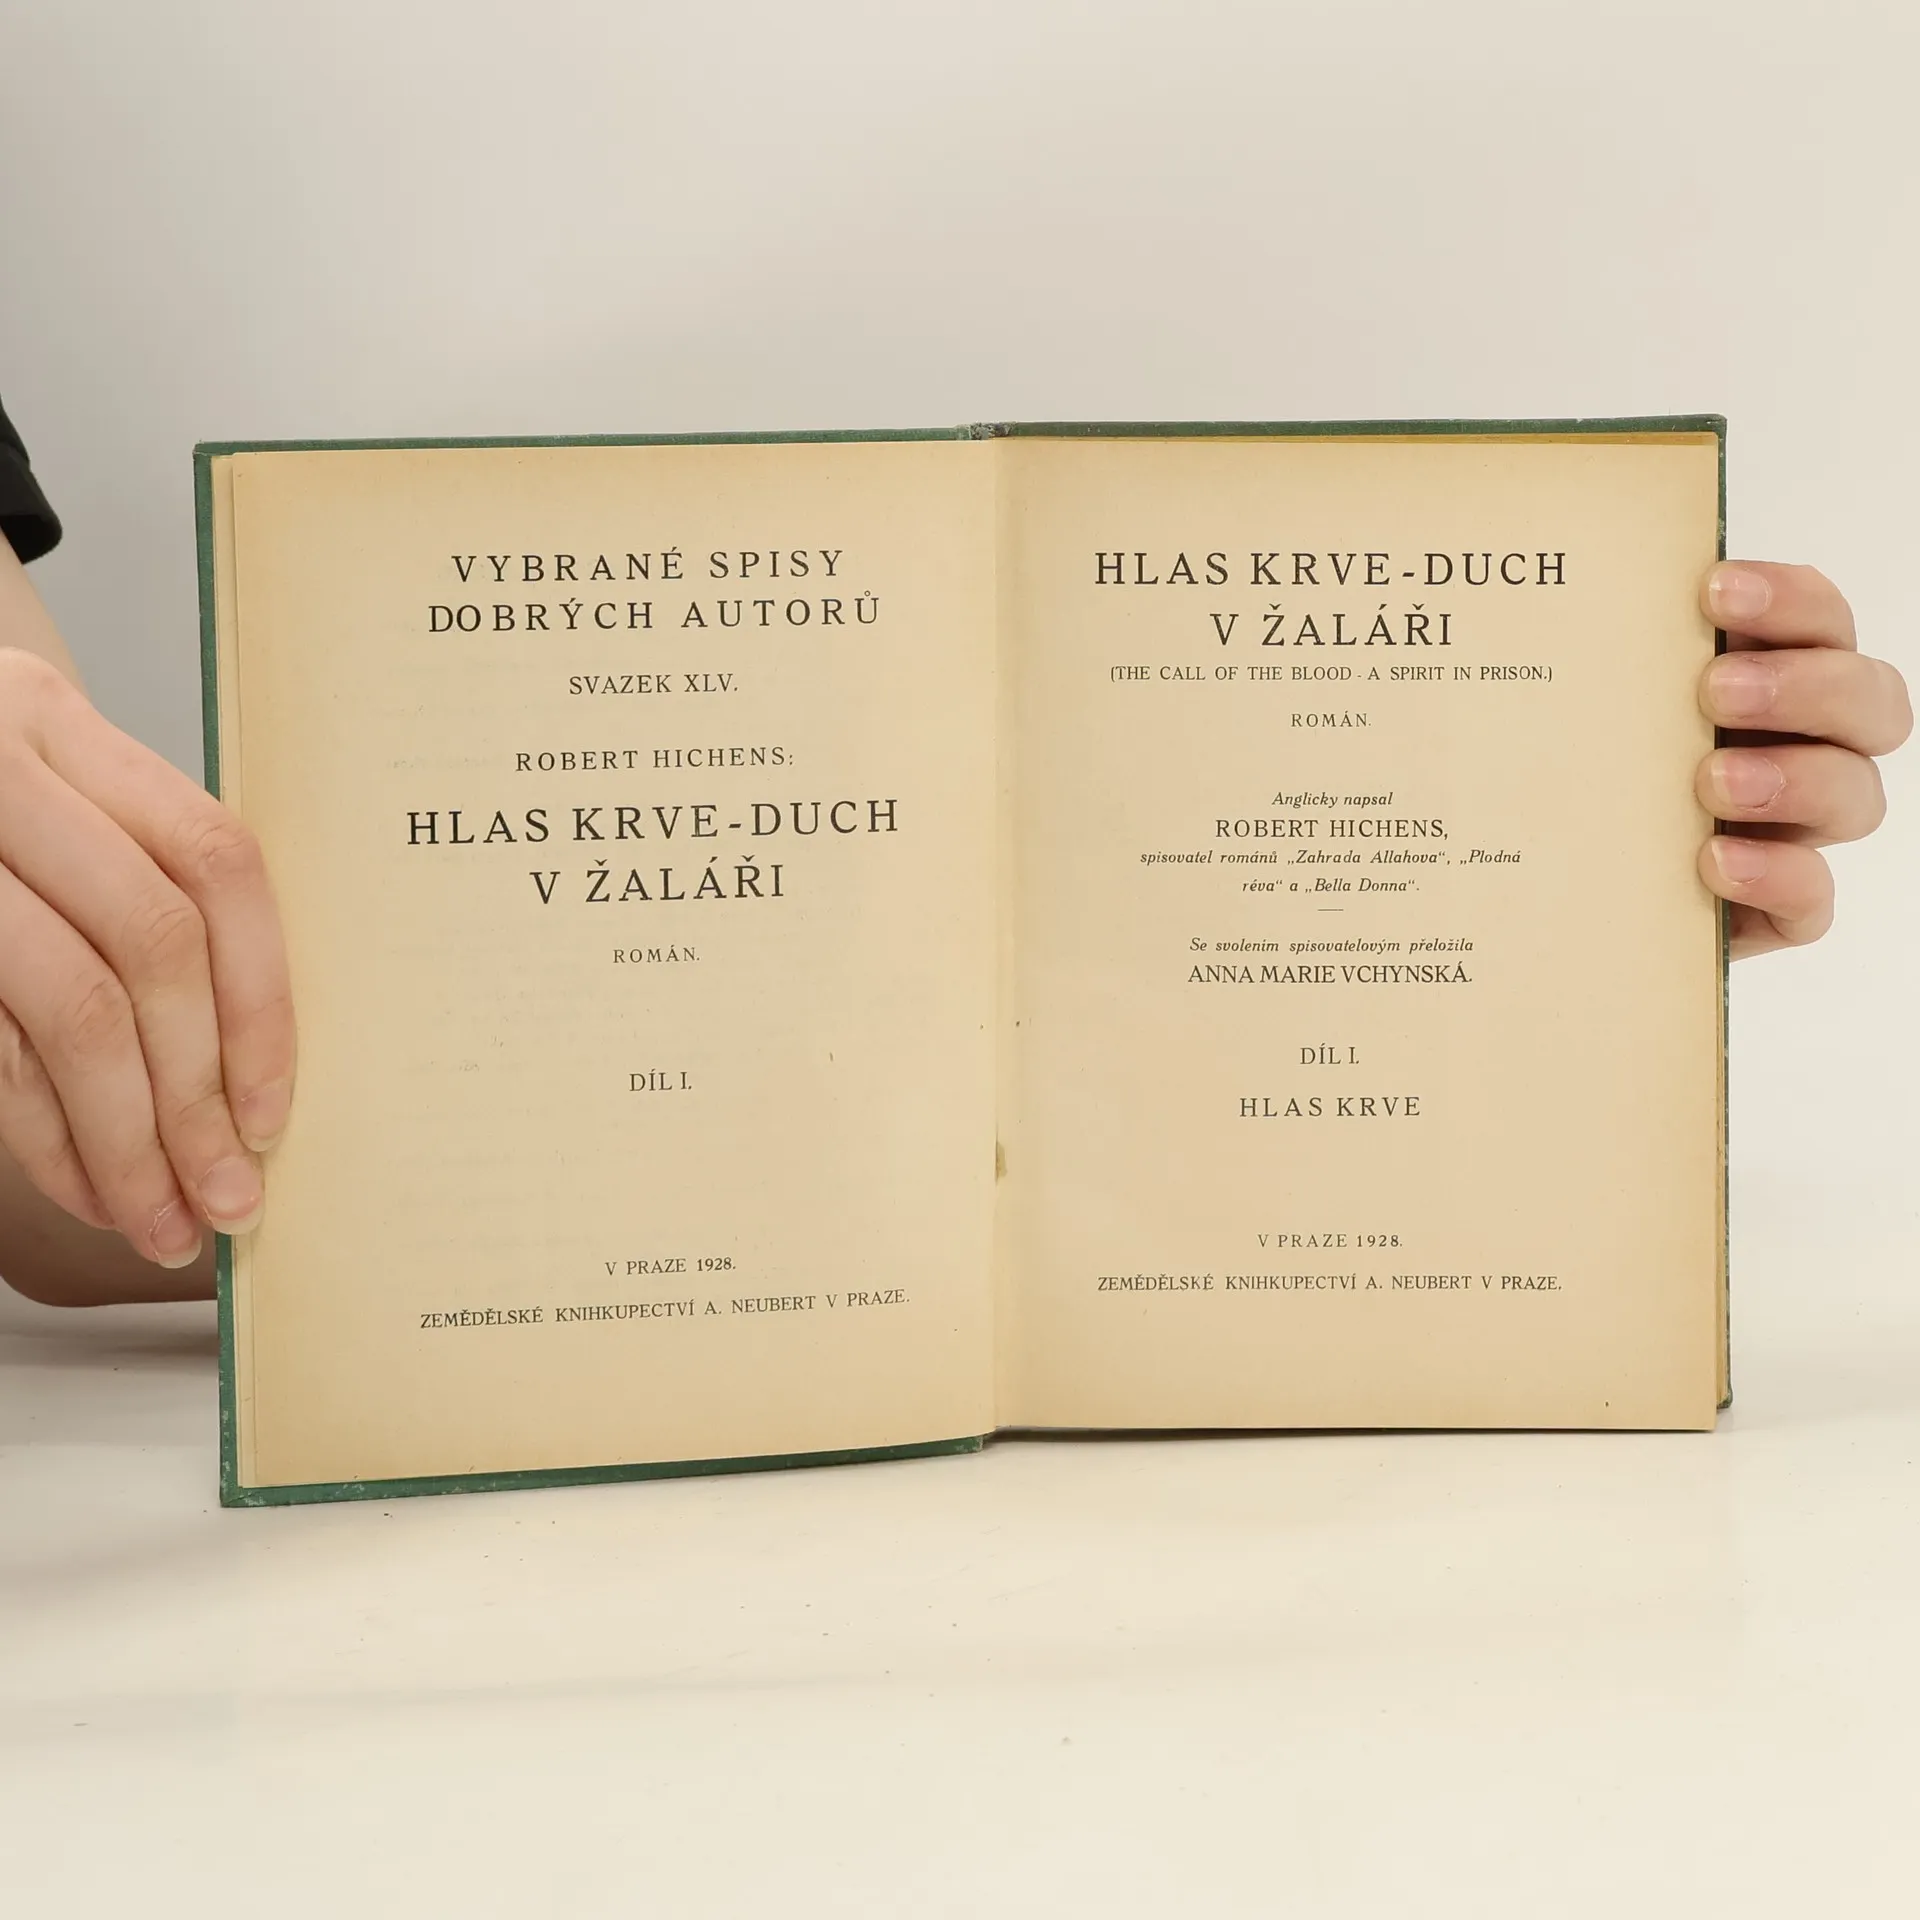 VYBRANÉ SPISY
DOBRÝCH AUTORŮ
SVAZEK XLV.
ROBERT HICHENS:
HLAS KRVE-DUCH
V ŽALÁŘI
ROMÁN.
DÍL I.
V PRAZE 1928.
ZEMĚDĚLSKÉ KNIHKUPECTVÍ A. NEUBERT V PRAZE.
HLAS KRVE-DUCH
V ŽALÁŘI
(THE CALL OF THE BLOOD - A SPIRIT IN PRISON.)
ROMÁN.
Anglicky napsal
ROBERT HICHENS,
spisovatel románů „Zahrada Allahova“, „Plodná
réva“ a „Bella Donna“.
Se svolením spisovatelovým přeložila
ANNA MARIE VCHYNSKÁ.
DÍL I.
HLAS KRVE
V PRAZE 1928.
ZEMĚDĚLSKÉ KNIHKUPECTVÍ A. NEUBERT V PRAZE.